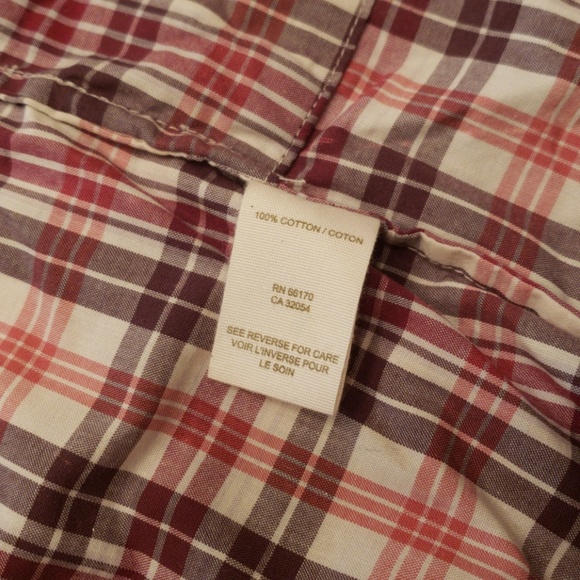 100% COTTON / COTON
RN 66170
CA 32054
SEE REVERSE FOR CARE
VOIR L'INVERSE POUR
LE SOIN